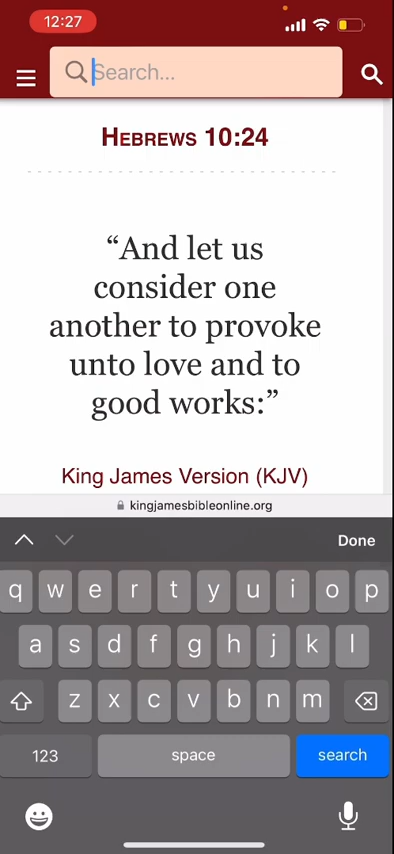 12:27
Search...
HEBREWS 10:24
“And let us
consider one
another to provoke
unto love and to
good works:”
King James Version (KJV)
kingjamesbibleonline.org
Done
q w e r t y u i o p
a s d f g h j k l
z x c v b n m
123 space search